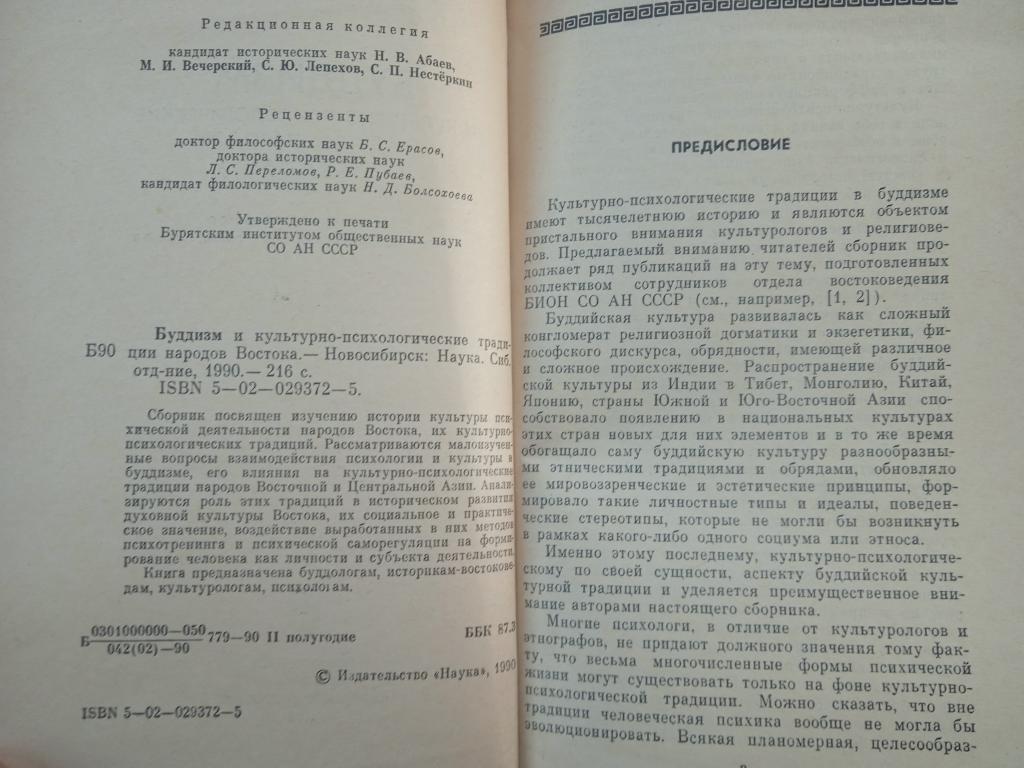 Редакционная коллегия
кандидат исторических наук Н. В. Абаев,
М. И. Вечерский, С. Ю. Лепехов, С. П. Нестёркин
Рецензенты
доктор философских наук Б. С. Ерасов,
доктора исторических наук
Л. С. Переломов, Р. Е. Пубаев,
кандидат филологических наук Н. Д. Болсохоева
Утверждено к печати
Бурятским институтом общественных наук
СО АН СССР
Буддизм и культурно-психологические тради-
Б90 ции народов Востока.— Новосибирск: Наука. Сиб.
отд-ние, 1990.— 216 с.
ISBN 5—02—029372—5.
Сборник посвящен изучению истории культуры пси-
хической деятельности народов Востока, их культурно-
психологических традиций. Рассматриваются малоизучен-
ные вопросы взаимодействия психологии и культуры в
буддизме, его влияния на культурно-психологические
традиции народов Восточной и Центральной Азии. Анали-
зируются роль этих традиций в историческом развитии
духовной культуры Востока, их социальное и практиче-
ское значение, воздействие выработанных в них методов
психотренинга и психической саморегуляции на форми-
рование человека как личности и субъекта деятельности.
Книга предназначена буддологам, историкам-востокове-
дам, культурологам, психологам.
Б 0301000000—050 779—90 II полугодие
042(02)—90
ББК 87.3
© Издательство «Наука», 1990
ISBN 5—02—029372—5
ПРЕДИСЛОВИЕ
Культурно-психологические традиции в буддизме
имеют тысячелетнюю историю и являются объектом
пристального внимания культурологов и религиове-
дов. Предлагаемый вниманию читателей сборник про-
должает ряд публикаций на эту тему, подготовленных
коллективом сотрудников отдела востоковедения
БИОН СО АН СССР (см., например, [1, 2]).
Буддийская культура развивалась как сложный
конгломерат религиозной догматики и экзегетики, фи-
лософского дискурса, обрядности, имеющей различное
и сложное происхождение. Распространение буддий-
ской культуры из Индии в Тибет, Монголию, Китай,
Японию, страны Южной и Юго-Восточной Азии спо-
собствовало появлению в национальных культурах
этих стран новых для них элементов и в то же время
обогащало саму буддийскую культуру разнообразны-
ми этническими традициями и обрядами, обновляло
ее мировоззренческие и эстетические принципы, фор-
мировало такие личностные типы и идеалы, поведен-
ческие стереотипы, которые не могли бы возникнуть
в рамках какого-либо одного социума или этноса.
Именно этому последнему, культурно-психологиче-
скому по своей сущности, аспекту буддийской куль-
турной традиции и уделяется преимущественное вни-
мание авторами настоящего сборника.
Многие психологи, в отличие от культурологов и
этнографов, не придают должного значения тому фак-
ту, что весьма многочисленные формы психической
жизни могут существовать только на фоне культурно-
психологической традиции. Можно сказать, что вне
традиции человеческая психика вообще не могла бы
эволюционировать. Всякая планомерная, целесообраз-